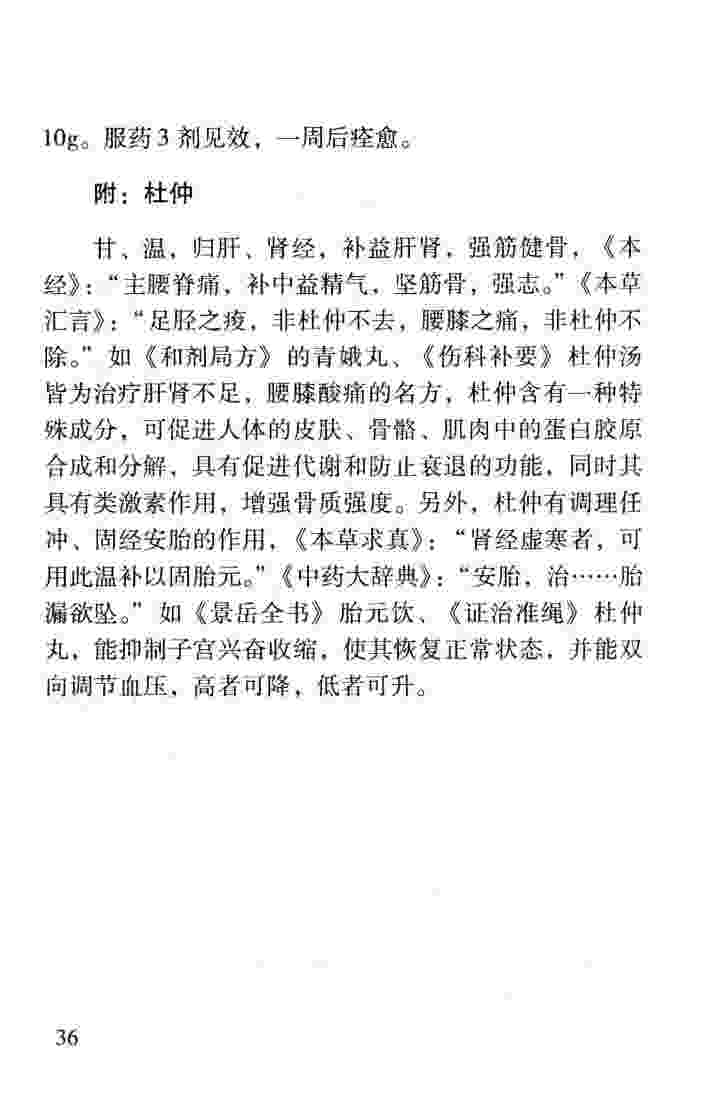 10g。服药3剂见效，一周后痊愈。
附：杜仲
甘、温，归肝、肾经，补益肝肾，强筋健骨，《本
经》：“主腰脊痛，补中益精气，坚筋骨，强志。”《本草
汇言》：“足胫之痠，非杜仲不去，腰膝之痛，非杜仲不
除。”如《和剂局方》的青娥丸、《伤科补要》杜仲汤
皆为治疗肝肾不足，腰膝酸痛的名方，杜仲含有一种特
殊成分，可促进人体的皮肤、骨骼、肌肉中的蛋白胶原
合成和分解，具有促进代谢和防止衰退的功能，同时其
具有类激素作用，增强骨质强度。另外，杜仲有调理任
冲、固经安胎的作用，《本草求真》：“肾经虚寒者，可
用此温补以固胎元。”《中药大辞典》：“安胎，治……胎
漏欲坠。”如《景岳全书》胎元饮、《证治准绳》杜仲
丸，能抑制子宫兴奋收缩，使其恢复正常状态，并能双
向调节血压，高者可降，低者可升。
36